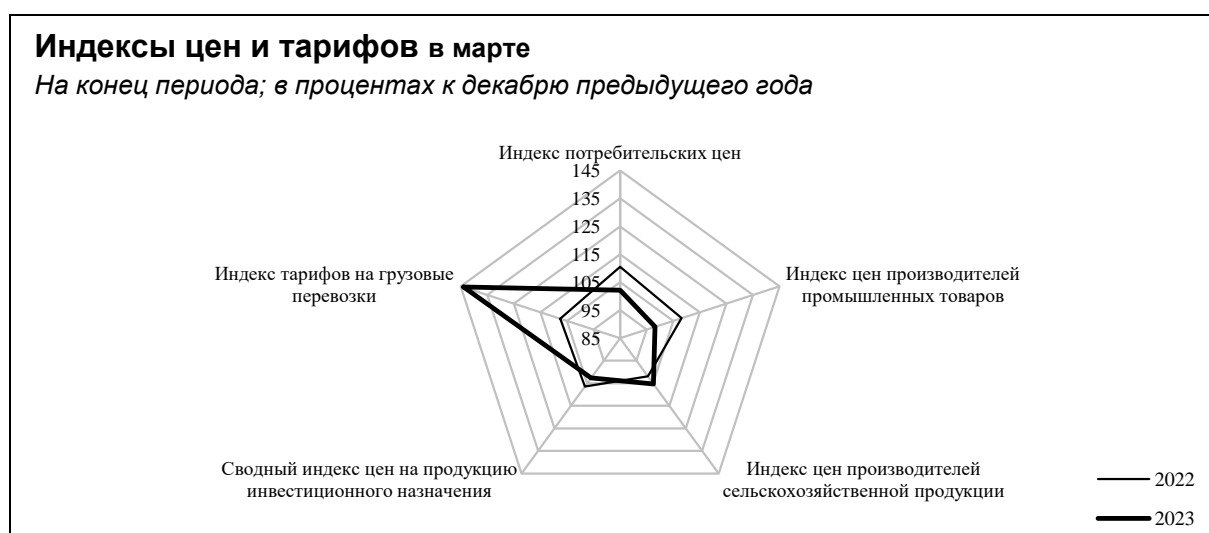 Индексы цен и тарифов в марте
На конец периода; в процентах к декабрю предыдущего года
Индекс потребительских цен
145
135
125
115
105
95
85
Индекс цен производителей
промышленных товаров
Индекс цен производителей
сельскохозяйственной продукции
Сводный индекс цен на продукцию
инвестиционного назначения
Индекс тарифов на грузовые
перевозки
2022
2023